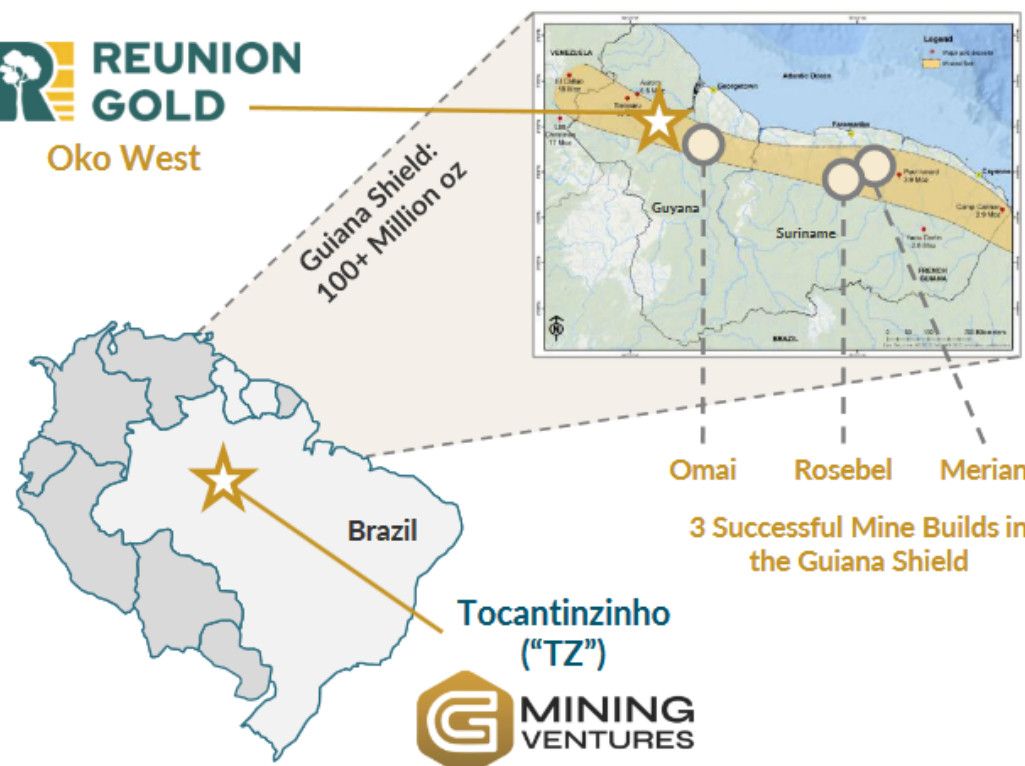 REUNION
GOLD
Oko West
Guiana Shield:
100+ Million oz
VENEZUELA
Georgetown
Atlantic Ocean
Legend
Guyana
Suriname
FRENCH
GUIANA
BRAZIL
N
Omai
Rosebel
Merian
3 Successful Mine Builds in
the Guiana Shield
Brazil
Tocantinzinho
("TZ")
G MINING
VENTURES